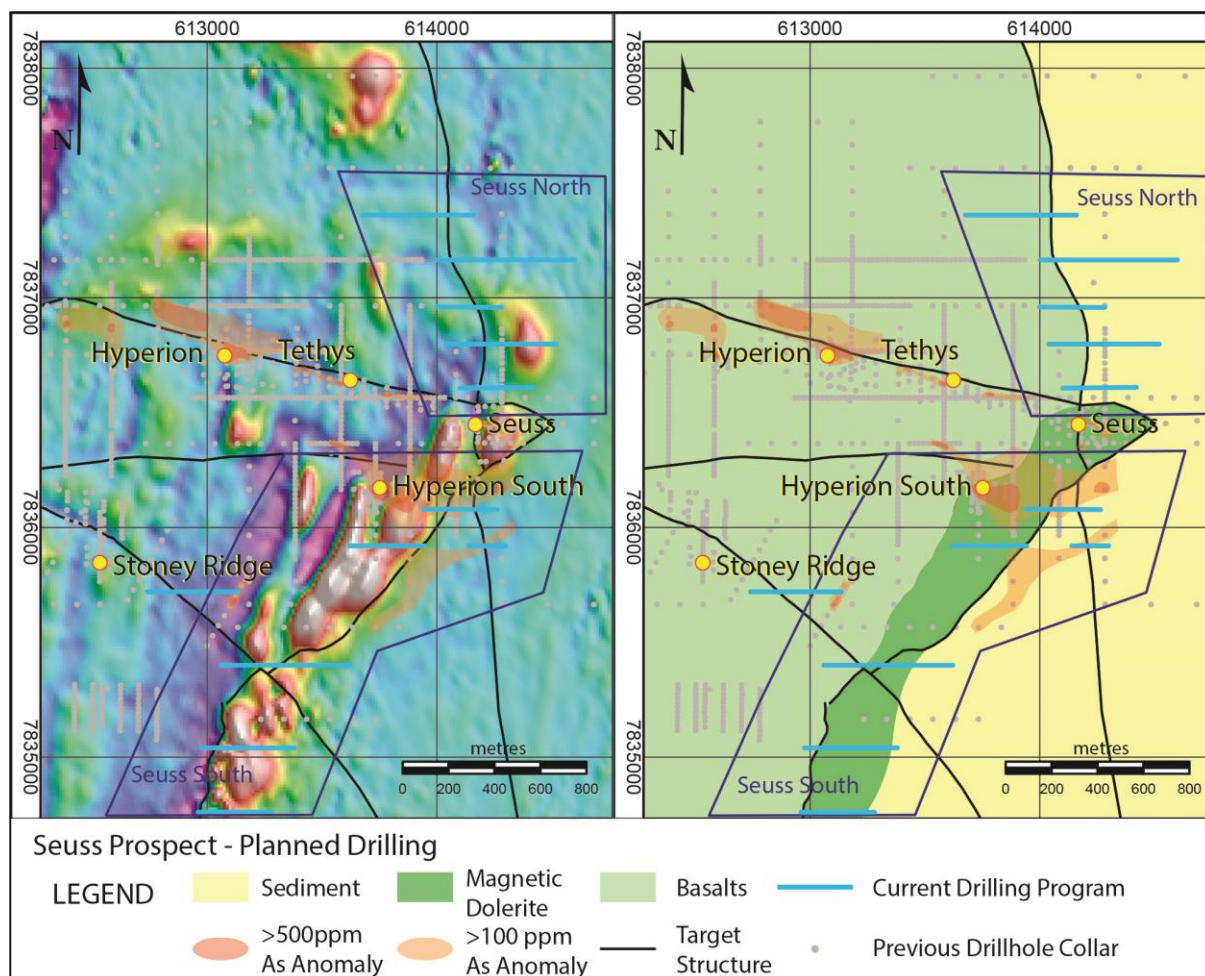 613000
614000
613000
614000
7838000
7838000
N
N
Seuss North
Seuss North
7837000
7837000
Hyperion
Tethys
Hyperion
Tethys
Seuss
Seuss
Hyperion South
Hyperion South
7836000
7836000
Stoney Ridge
Stoney Ridge
7835000
7835000
metres
metres
Seuss South
Seuss South
0 200 400 600 800
0 200 400 600 800
Seuss Prospect - Planned Drilling
LEGEND
Sediment
Magnetic
Dolerite
Basalts
Current Drilling Program
>500ppm
As Anomaly
>100 ppm
As Anomaly
Target
Structure
Previous Drillhole Collar